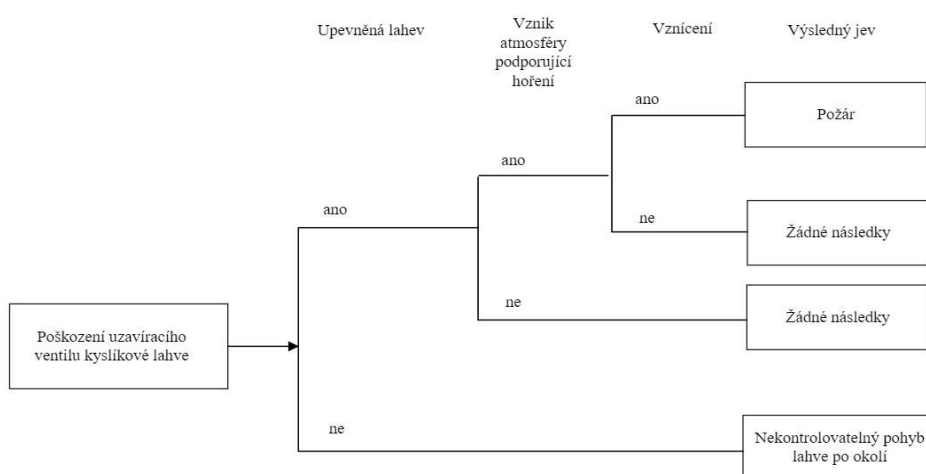 Upevněná lahev
Vznik
atmosféry
podporující
hoření
Vznícení
Výsledný jev
ano
Požár
ano
ano
ne
Žádné následky
ne
Žádné následky
Poškození uzavíracího
ventilu kyslíkové lahve
ne
Nekontrolovatelný pohyb
lahve po okolí